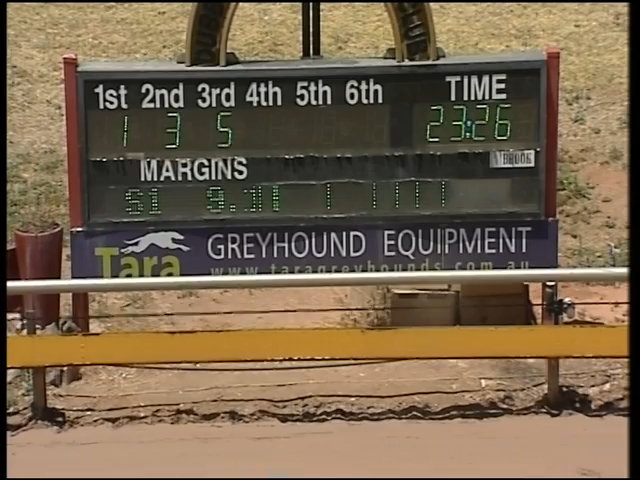 1st 2nd 3rd 4th 5th 6th TIME
1 3 5 23:26
MARGINS
Tara GREYHOUND EQUIPMENT
www.taragreyhounds.com.au